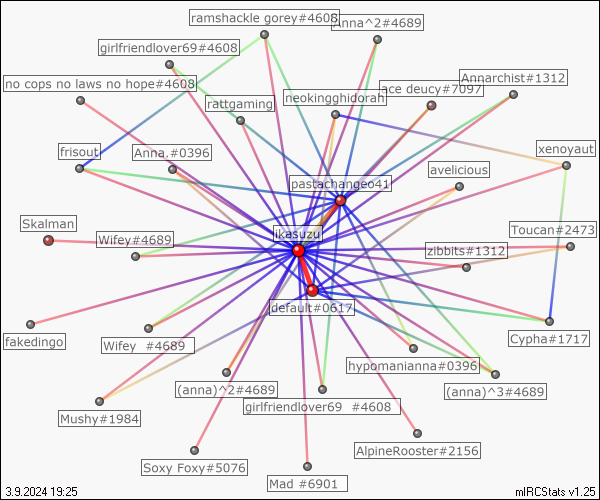 ramshackle gorey#4608
Anna^2#4689
girlfriendlover69#4608
no cops no laws no hope#4608
rattgaming
neokingghidorah
ace deucy#7097
Annarchist#1312
frisout
Anna.#0396
xenoyaut
avelicious
pastachangeo41
Skalman
Wifey#4689
ikasuzu
zibbits#1312
Toucan#2473
default#0617
fakedingo
Wifey  #4689
Cypha#1717
hypomanianna#0396
(anna)^2#4689
(anna)^3#4689
girlfriendlover69  #4608
Mushy#1984
AlpineRooster#2156
Soxy Foxy#5076
Mad #6901
3.9.2024 19:25
mIRCStats v1.25